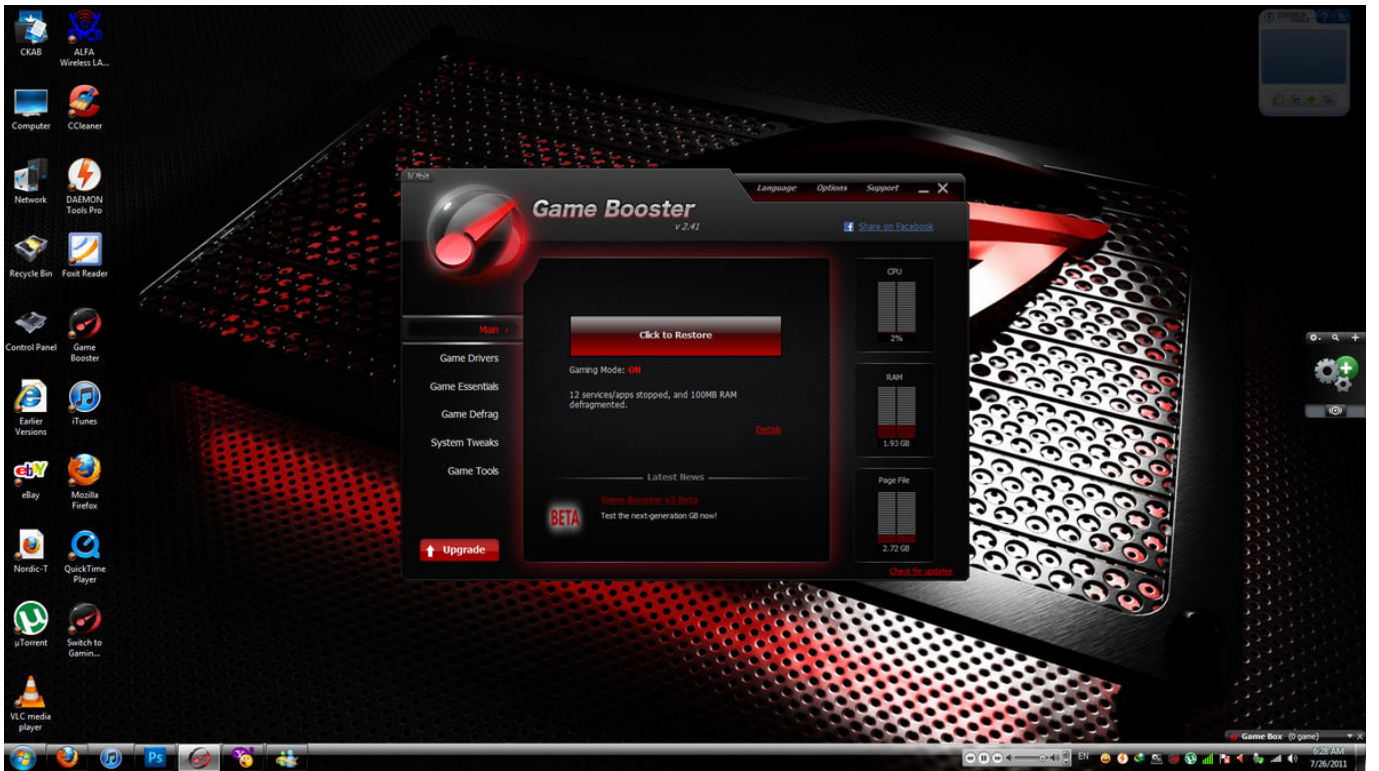 CKAB
ALFA
Wireless LA...
Computer
CCleaner
Network
DAEMON
Tools Pro
Recycle Bin
Foxit Reader
Control Panel
Game
Booster
Earlier
Versions
iTunes
eBay
Mozilla
Firefox
Nordic-T
QuickTime
Player
µTorrent
Switch to
Gamin...
VLC media
player
IObit
Language Options Support
Game Booster
v 2.41
Share on Facebook
Main
Game Drivers
Game Essentials
Game Defrag
System Tweaks
Game Tools
Upgrade
Click to Restore
Gaming Mode: ON
12 services/apps stopped, and 100MB RAM
defragmented.
Details
Latest News
BETA
Game Booster v3 Beta
Test the next-generation GB now!
CPU
2%
RAM
1.93 GB
Page File
2.72 GB
Check for updates
Game Box (0 game)
Ps
EN
6:28 AM
7/26/2011